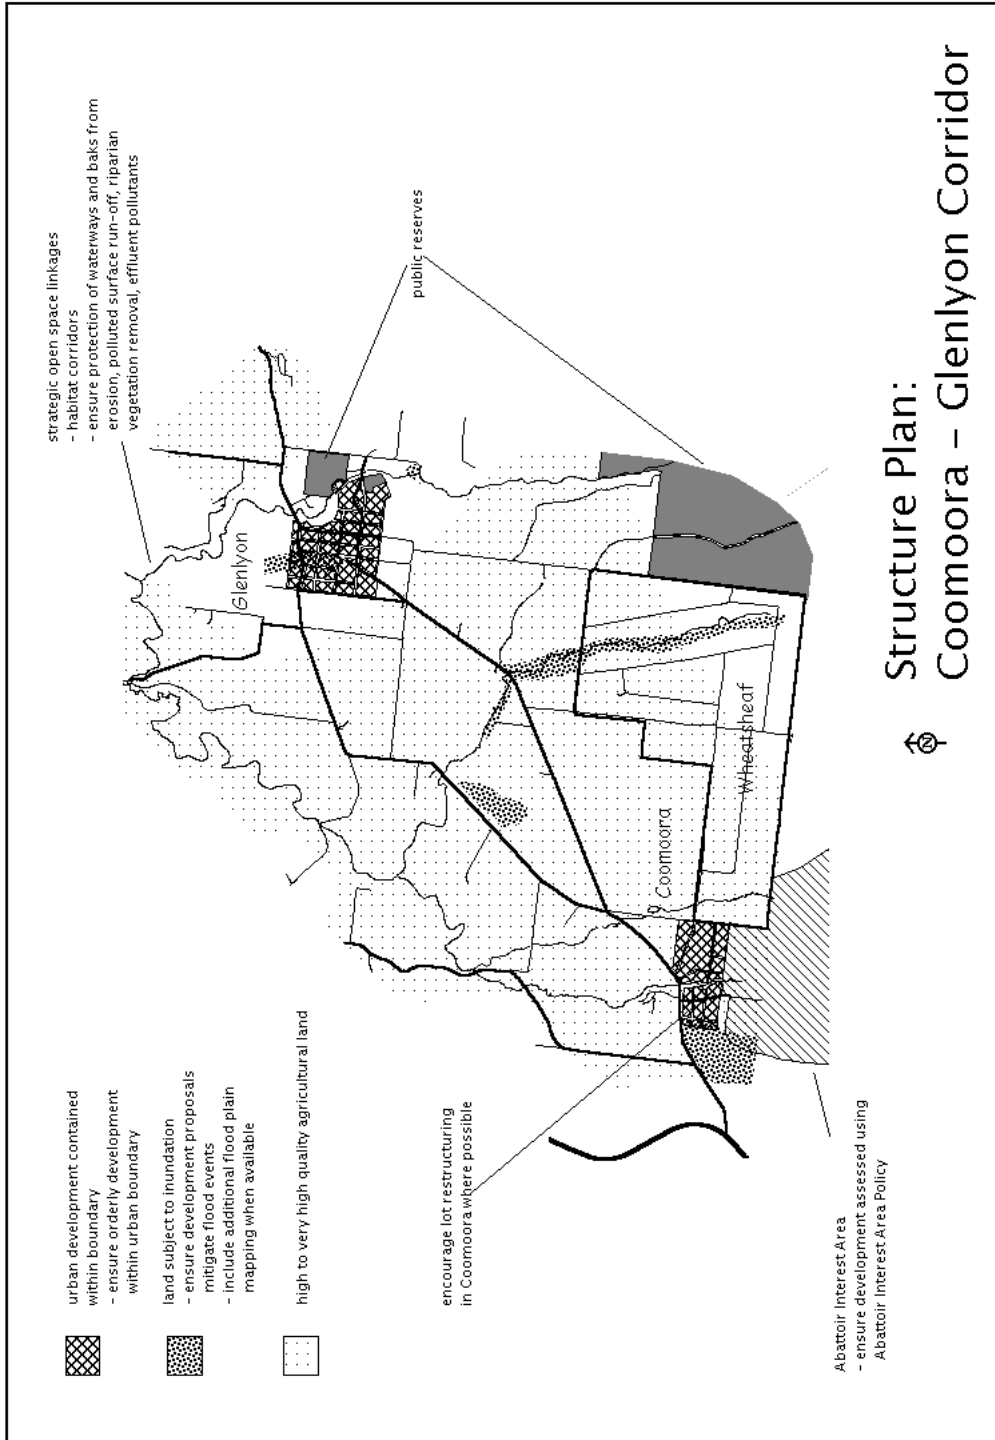 urban development contained
within boundary
- ensure orderly development
within urban boundary
land subject to inundation
- ensure development proposals
mitigate flood events
- include additional flood plain
mapping when available
high to very high quality agricultural land
strategic open space linkages
- habitat corridors
- ensure protection of waterways and baks from
erosion, polluted surface run-off, riparian
vegetation removal, effluent pollutants
Glenlyon
public reserves
encourage lot restructuring
in Coomoora where possible
Coomoora
Wheatsheaf
Abattoir Interest Area
- ensure development assessed using
Abattoir Interest Area Policy
N
Structure Plan:
Coomoora - Glenlyon Corridor